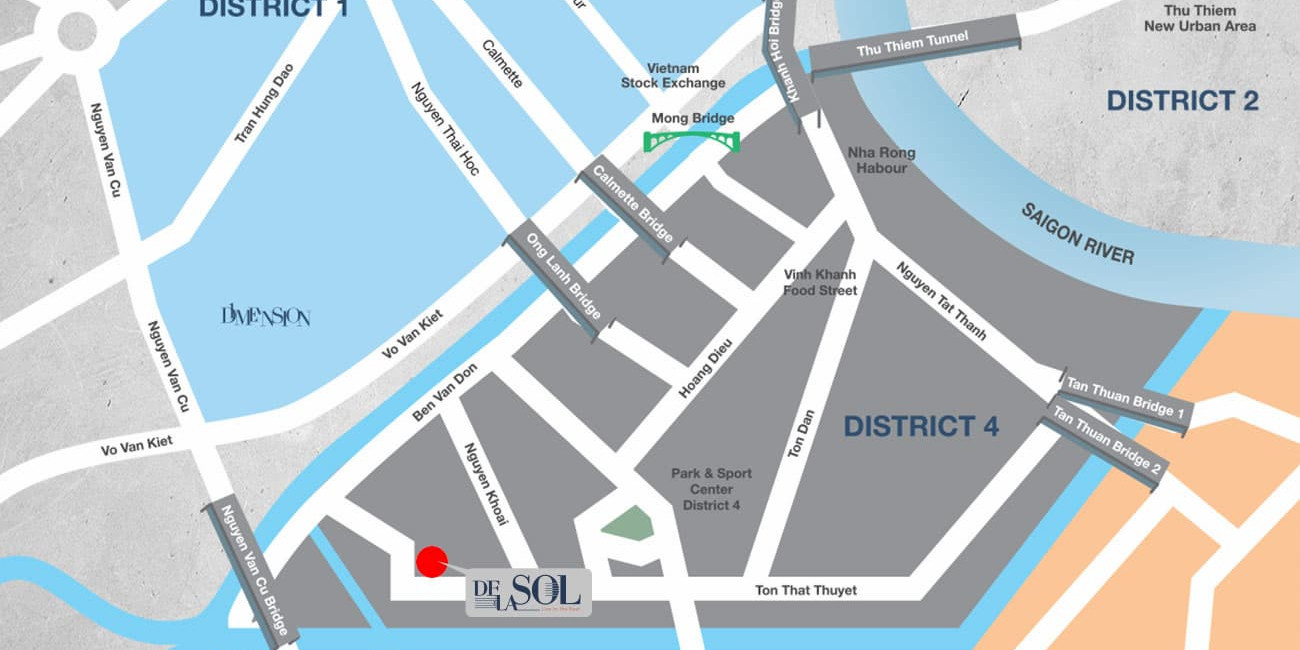 DISTRICT 1
ur
Khanh Hoi Bridg
Thu Thiem Tunnel
Thu Thiem
New Urban Area
DISTRICT 2
Calmette
Vietnam
Stock Exchange
Tran Hung Dao
Nguyen Thai Hoc
Nguyen Van Cu
Mong Bridge
Nha Rong
Habour
Calmette Bridge
SAIGON RIVER
Ong Lanh Bridge
Vinh Khanh
Food Street
Nguyen Tat Thanh
DIMENSION
Vo Van Kiet
Nguyen Van Cu
Hoang Dieu
Ben Van Don
Tan Thuan Bridge 1
Tan Thuan Bridge 2
DISTRICT 4
Ton Dan
Vo Van Kiet
Nguyen Khoai
Park & Sport
Center
District 4
Nguyen Van Cu Bridge
DE
LA
SOL
Ton That Thuyet